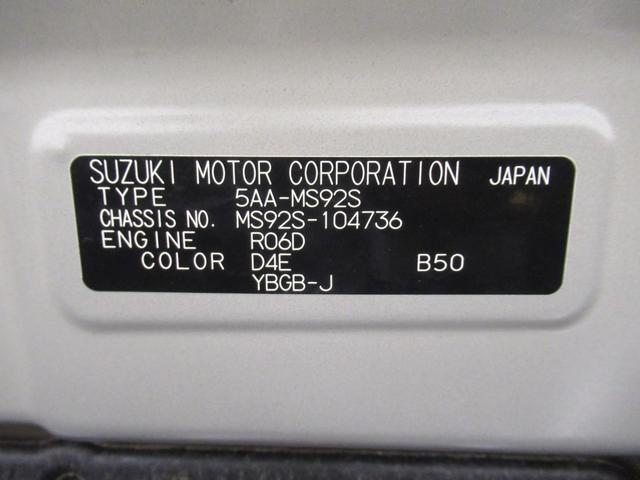 SUZUKI MOTOR CORPORATION JAPAN
TYPE 5AA-MS92S
CHASSIS NO. MS92S-104736
ENGINE R06D
COLOR D4E B50
YBGB-J